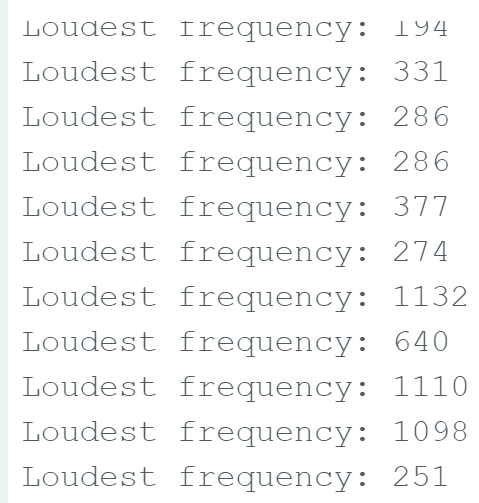 Loudest frequency: 194
Loudest frequency: 331
Loudest frequency: 286
Loudest frequency: 286
Loudest frequency: 377
Loudest frequency: 274
Loudest frequency: 1132
Loudest frequency: 640
Loudest frequency: 1110
Loudest frequency: 1098
Loudest frequency: 251